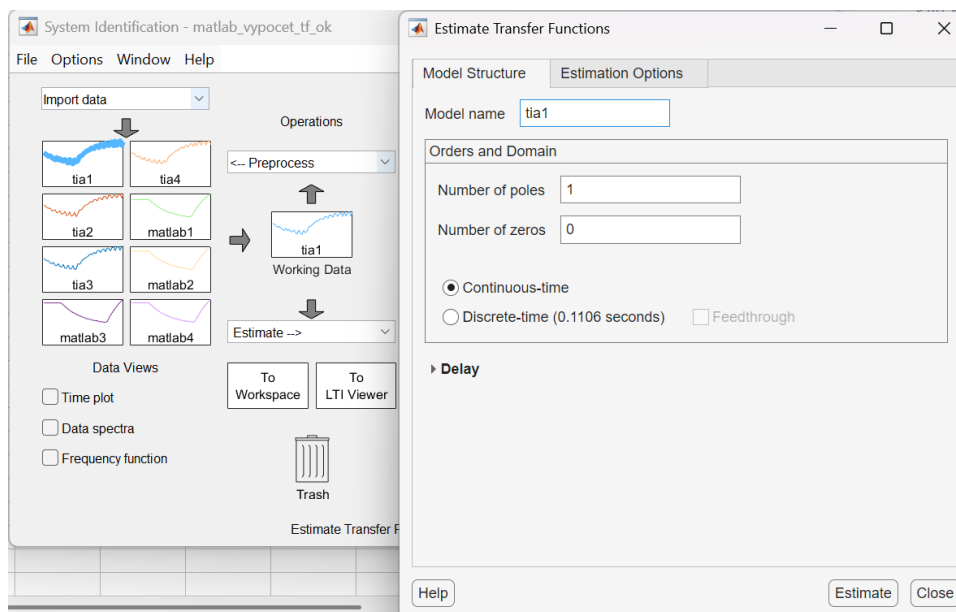 System Identification - matlab_vypocet_tf_ok
File Options Window Help
Import data
Operations
tia1
tia4
<-- Preprocess
tia2
matlab1
tia1
Working Data
tia3
matlab2
matlab3
matlab4
Estimate -->
Data Views
To Workspace
To LTI Viewer
Time plot
Data spectra
Frequency function
Trash
Estimate Transfer F
Estimate Transfer Functions
Model Structure
Estimation Options
Model name
tia1
Orders and Domain
Number of poles
1
Number of zeros
0
Continuous-time
Discrete-time (0.1106 seconds)
Feedthrough
Delay
Help
Estimate
Close